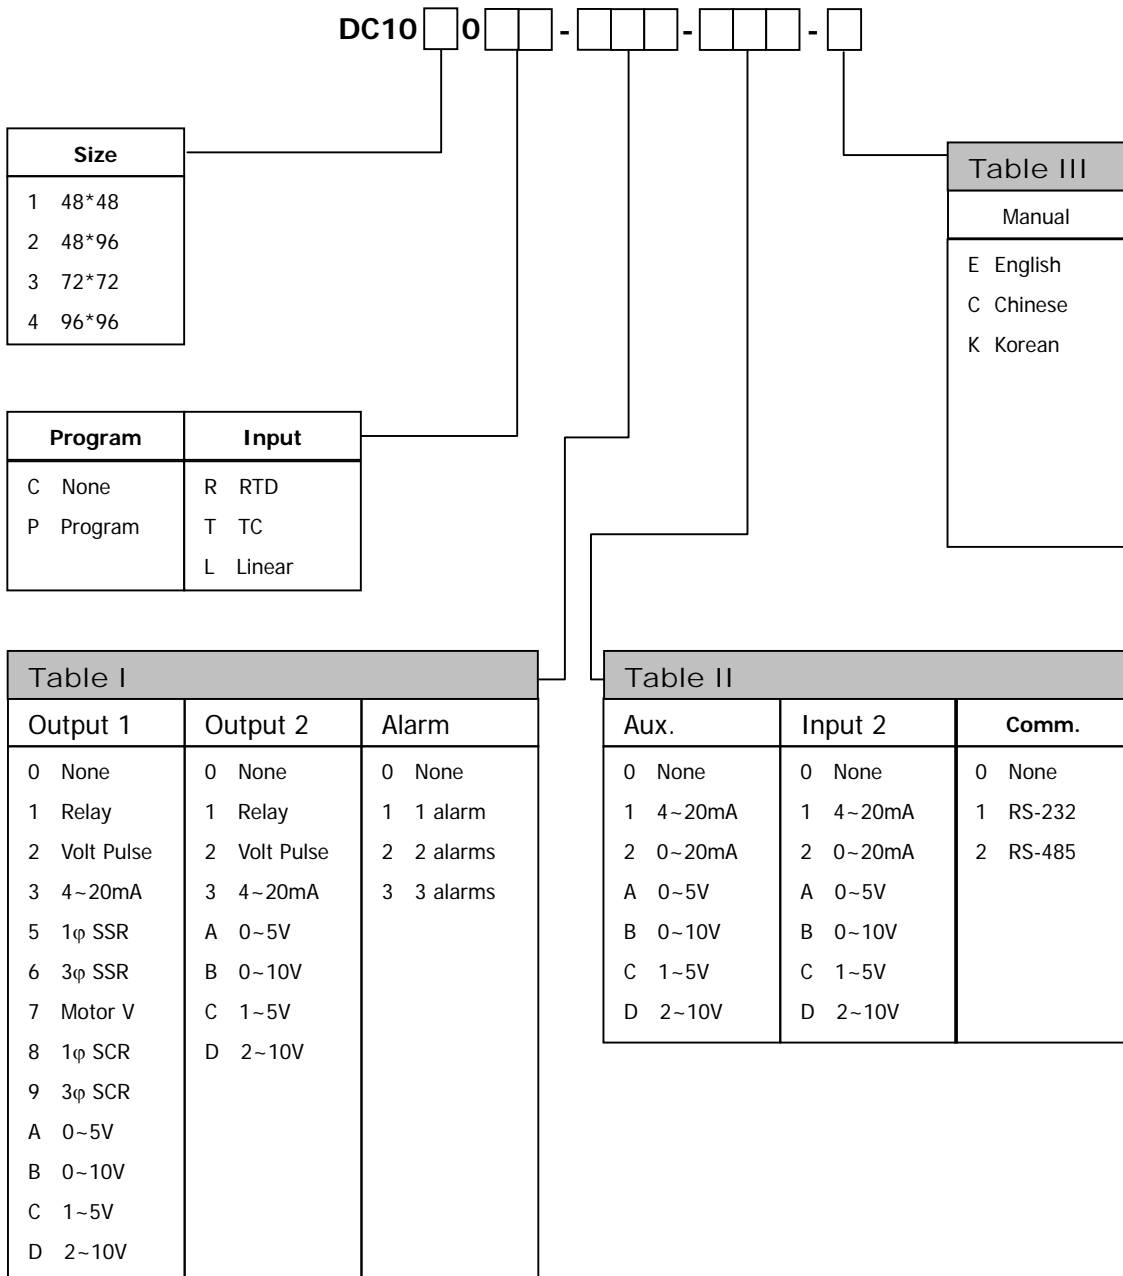 DC10 0 - - -
Size
1 48*48
2 48*96
3 72*72
4 96*96
Table III
Manual
E English
C Chinese
K Korean
Program Input
C None R RTD
P Program T TC
L Linear
Table I
Output 1 Output 2 Alarm
0 None 0 None 0 None
1 Relay 1 Relay 1 1 alarm
2 Volt Pulse 2 Volt Pulse 2 2 alarms
3 4~20mA 3 4~20mA 3 3 alarms
5 1φ SSR A 0~5V
6 3φ SSR B 0~10V
7 Motor V C 1~5V
8 1φ SCR D 2~10V
9 3φ SCR
A 0~5V
B 0~10V
C 1~5V
D 2~10V
Table II
Aux. Input 2 Comm.
0 None 0 None 0 None
1 4~20mA 1 4~20mA 1 RS-232
2 0~20mA 2 0~20mA 2 RS-485
A 0~5V A 0~5V
B 0~10V B 0~10V
C 1~5V C 1~5V
D 2~10V D 2~10V